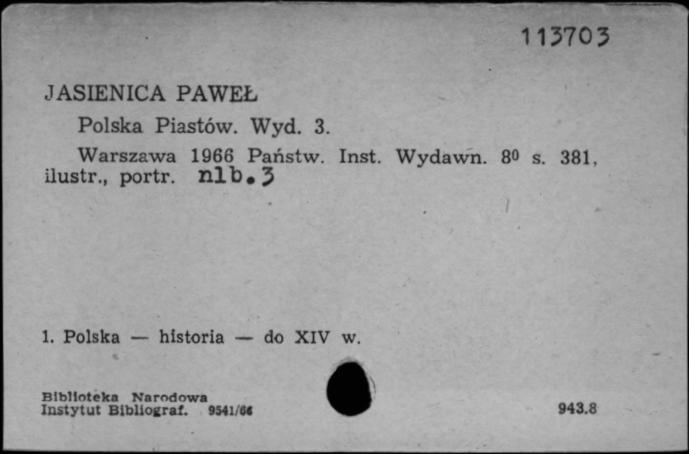 113703
JASIENICA PAWEŁ
Polska Piastów. Wyd. 3.
Warszawa 1966 Państw. Inst. Wydawn. 8⁰ s. 381,
ilustr., portr. nlb.3
1. Polska — historia — do XIV w.
Biblioteka Narodowa
Instytut Bibliograf. 9541/66
943.8